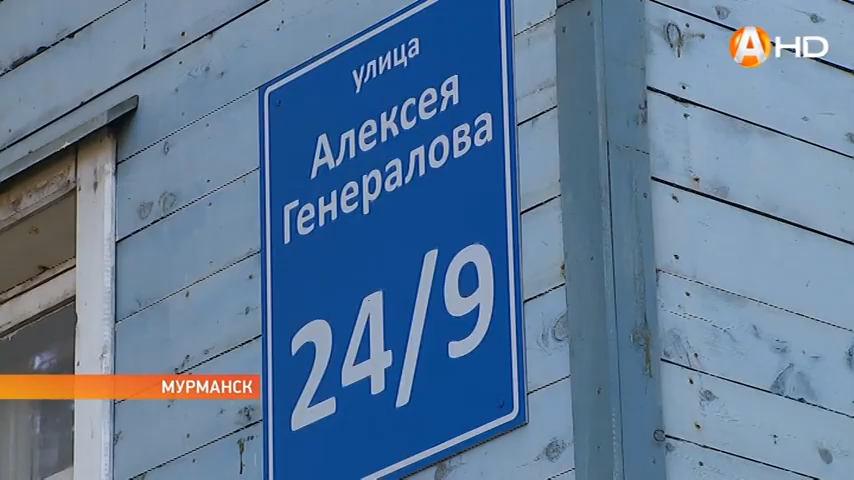 улица
Алексея
Генералова
24/9
МУРМАНСК
А HD